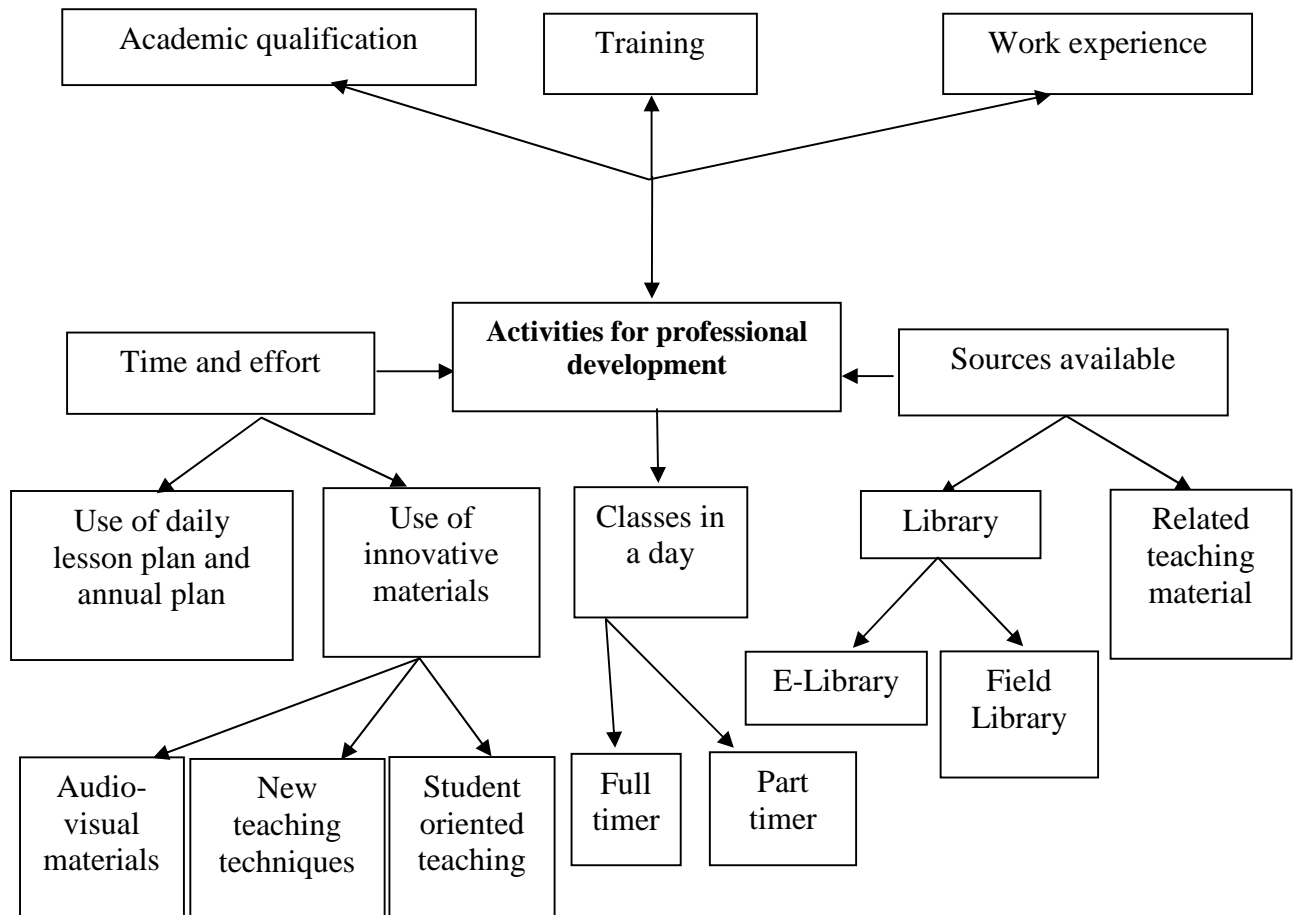 Academic qualification
Training
Work experience
Activities for professional
development
Time and effort
Sources available
Use of daily
lesson plan and
annual plan
Use of
innovative
materials
Classes in
a day
Library
Related
teaching
material
E-Library
Field
Library
Audio-
visual
materials
New
teaching
techniques
Student
oriented
teaching
Full
timer
Part
timer